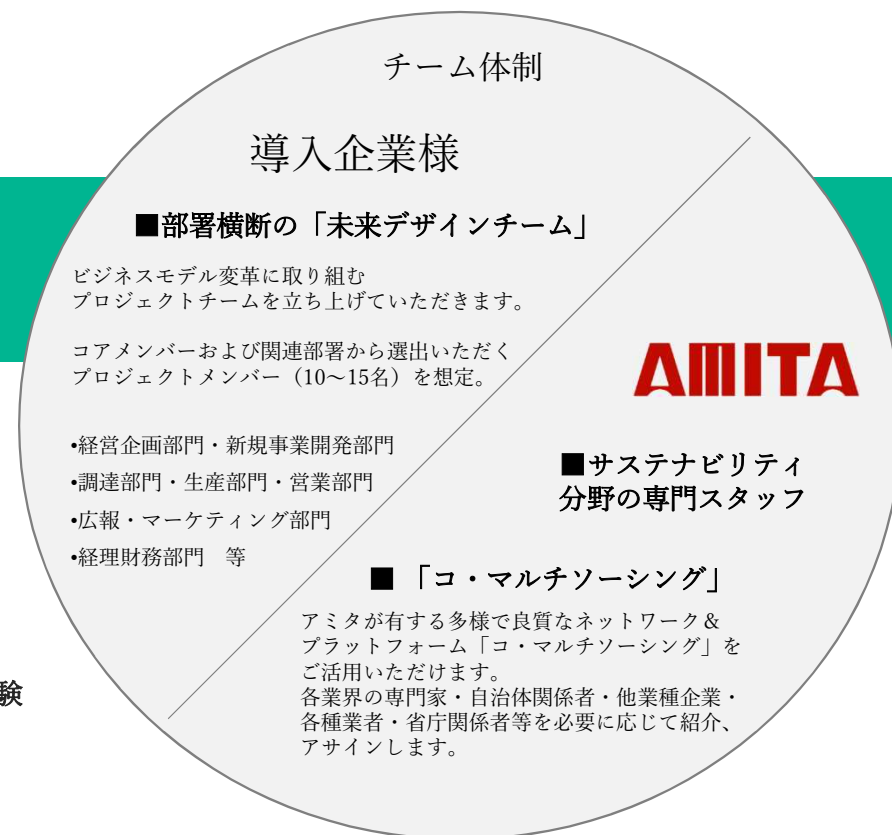 チーム体制
導入企業様
■部署横断の「未来デザインチーム」
ビジネスモデル変革に取り組む
プロジェクトチームを立ち上げていただきます。
コアメンバーおよび関連部署から選出いただく
プロジェクトメンバー（10～15名）を想定。
•経営企画部門・新規事業開発部門
•調達部門・生産部門・営業部門
•広報・マーケティング部門
•経理財務部門　等
AMITA
■サステナビリティ
分野の専門スタッフ
■「コ・マルチソーシング」
アミタが有する多様で良質なネットワーク＆
プラットフォーム「コ・マルチソーシング」を
ご活用いただけます。
各業界の専門家・自治体関係者・他業種企業・
各種業者・省庁関係者等を必要に応じて紹介、
アサインします。
験